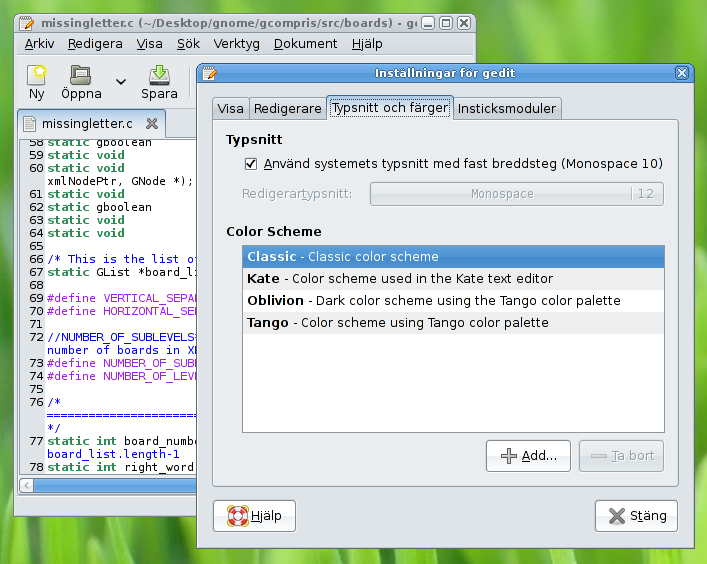 missingletter.c (~/Desktop/gnome/gcompris/src/boards) - ge
Arkiv Redigera Visa Sök Verktyg Dokument Hjälp
Ny Öppna Spara
missingletter.c
58 static gboolean
59 static void
60 static void
xmlNodePtr, GNode *);
61 static void
62 static gboolean
63 static void
64 static void
65
66 /* This is the list of
67 static GList *board_li
68
69 #define VERTICAL_SEPA
70 #define HORIZONTAL_SE
71
72 //NUMBER_OF_SUBLEVELS
number of boards in X
73 #define NUMBER_OF_SUB
74 #define NUMBER_OF_LEV
75
76 /*
========================
*/
77 static int board_numb
board_list.length-1
78 static int right_word
Inställningar för gedit
Visa Redigerare Typsnitt och färger Insticksmoduler
Typsnitt
Använd systemets typsnitt med fast breddsteg (Monospace 10)
Redigerartypsnitt: Monospace 12
Color Scheme
Classic - Classic color scheme
Kate - Color scheme used in the Kate text editor
Oblivion - Dark color scheme using the Tango color palette
Tango - Color scheme using Tango color palette
Add... Ta bort
Hjälp Stäng